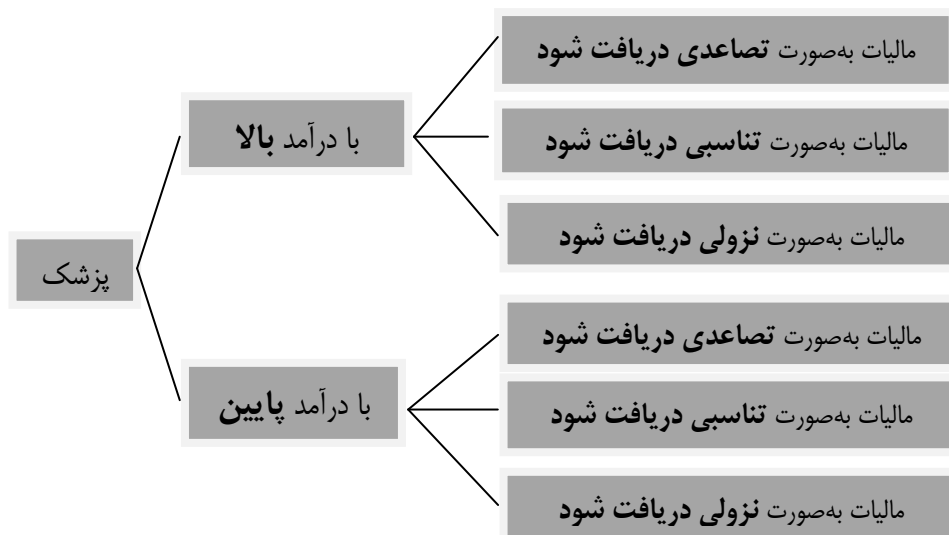 مالیات به‌صورت تصاعدی دریافت شود
با درآمد بالا
مالیات به‌صورت تناسبی دریافت شود
مالیات به‌صورت نزولی دریافت شود
پزشک
مالیات به‌صورت تصاعدی دریافت شود
با درآمد پایین
مالیات به‌صورت تناسبی دریافت شود
مالیات به‌صورت نزولی دریافت شود